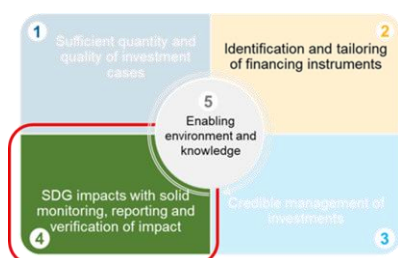 1
Sufficient quantity and
quality of investment
cases
2
Identification and tailoring
of financing instruments
5
Enabling
environment and
knowledge
SDG impacts with solid
monitoring, reporting and
verification of impact
4
Credible management of
investments
3